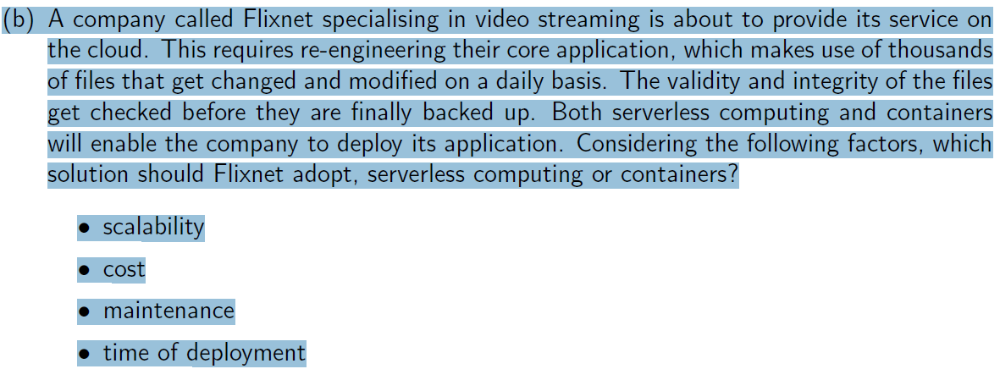 (b) A company called Flixnet specialising in video streaming is about to provide its service on
the cloud. This requires re-engineering their core application, which makes use of thousands
of files that get changed and modified on a daily basis. The validity and integrity of the files
get checked before they are finally backed up. Both serverless computing and containers
will enable the company to deploy its application. Considering the following factors, which
solution should Flixnet adopt, serverless computing or containers?
• scalability
• cost
• maintenance
• time of deployment